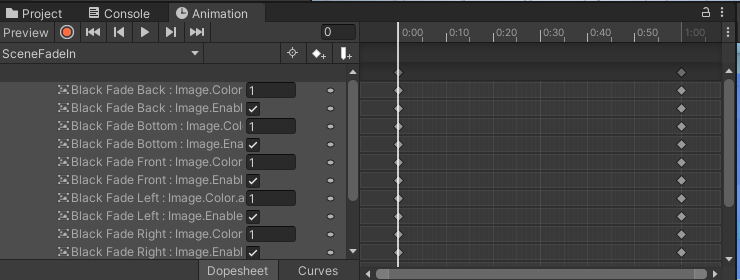 Project Console Animation
Preview 0 0:00 0:10 0:20 0:30 0:40 0:50 1:00
SceneFadeIn
Black Fade Back : Image.Color 1
Black Fade Back : Image.Enabl
Black Fade Bottom : Image.Col 1
Black Fade Bottom : Image.Ena
Black Fade Front : Image.Color 1
Black Fade Front : Image.Enabl
Black Fade Left : Image.Color.a 1
Black Fade Left : Image.Enable
Black Fade Right : Image.Color 1
Black Fade Right : Image.Enabl
Dopesheet Curves